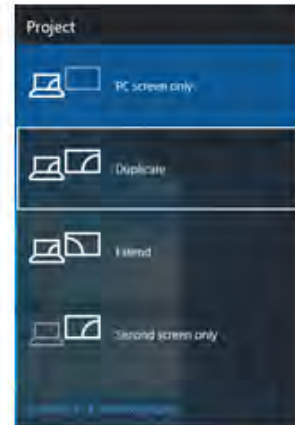 Project
PC screen only
Duplicate
Extend
Second screen only